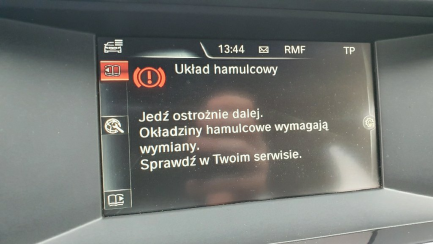 13:44 RMF TP
Układ hamulcowy
Jedź ostrożnie dalej.
Okładziny hamulcowe wymagają
wymiany.
Sprawdź w Twoim serwisie.